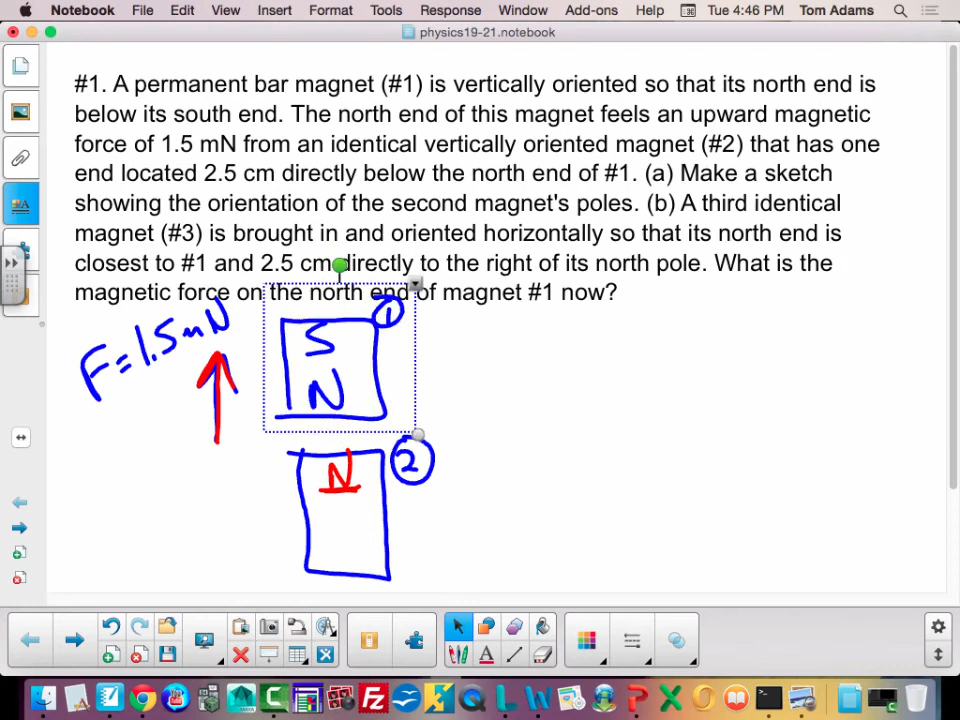 Notebook File Edit View Insert Format Tools Response Window Add-ons Help Tue 4:46 PM Tom Adams
physics19-21.notebook
#1. A permanent bar magnet (#1) is vertically oriented so that its north end is
below its south end. The north end of this magnet feels an upward magnetic
force of 1.5 mN from an identical vertically oriented magnet (#2) that has one
end located 2.5 cm directly below the north end of #1. (a) Make a sketch
showing the orientation of the second magnet's poles. (b) A third identical
magnet (#3) is brought in and oriented horizontally so that its north end is
closest to #1 and 2.5 cm directly to the right of its north pole. What is the
magnetic force on the north end of magnet #1 now?
F=1.5mN
1
S
N
2
N